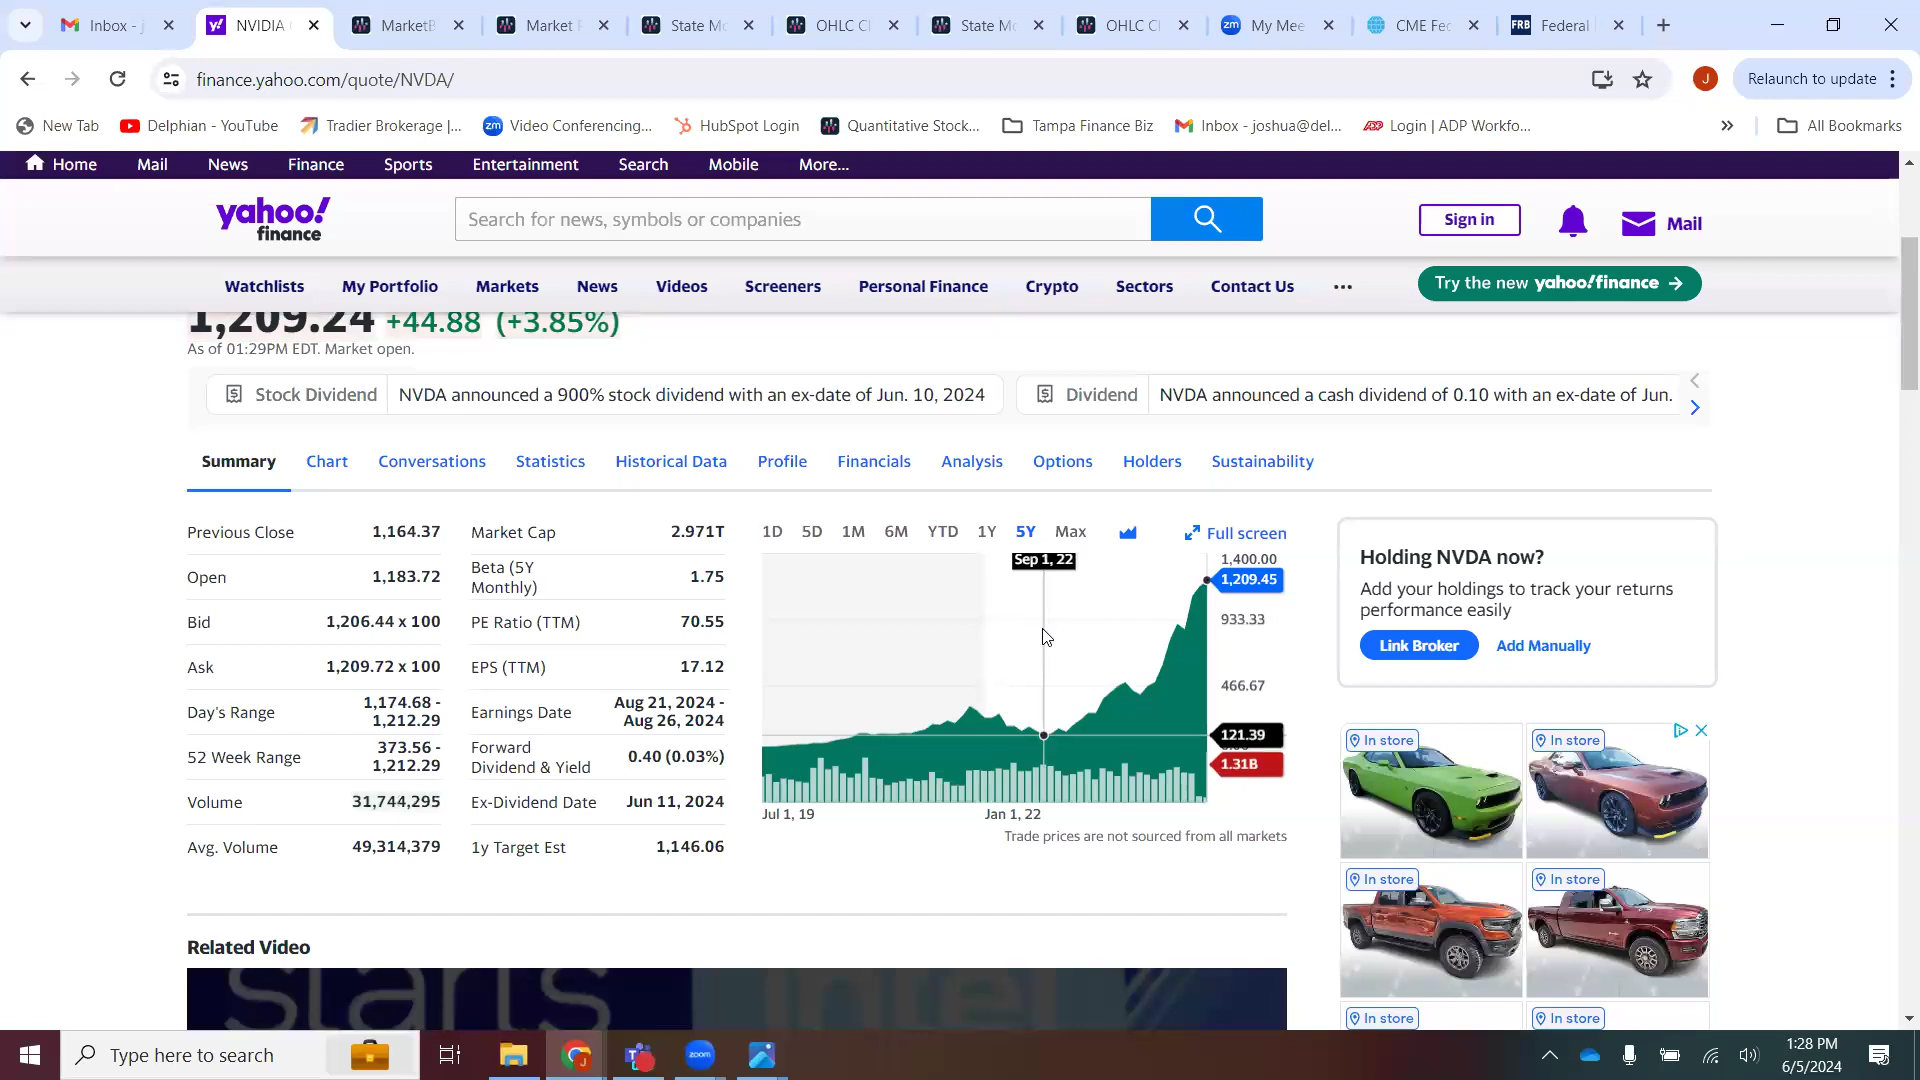 Inbox - j
NVIDIA
MarketB
Market
State Mo
OHLC Cl
State Mo
OHLC Cl
zm
My Mee
CME Fec
FRB
Federal
finance.yahoo.com/quote/NVDA/
J
Relaunch to update
New Tab
Delphian - YouTube
Tradier Brokerage |...
zm Video Conferencing...
HubSpot Login
Quantitative Stock...
Tampa Finance Biz
Inbox - joshua@del...
Login | ADP Workfo...
»
All Bookmarks
Home Mail News Finance Sports Entertainment Search Mobile More...
yahoo!
finance
Search for news, symbols or companies
Sign in
Mail
Watchlists My Portfolio Markets News Videos Screeners Personal Finance Crypto Sectors Contact Us ...
Try the new yahoo!finance →
1,209.24 +44.88 (+3.85%)
As of 01:29PM EDT. Market open.
Stock Dividend NVDA announced a 900% stock dividend with an ex-date of Jun. 10, 2024
Dividend NVDA announced a cash dividend of 0.10 with an ex-date of Jun.
Summary Chart Conversations Statistics Historical Data Profile Financials Analysis Options Holders Sustainability
Previous Close 1,164.37
Open 1,183.72
Bid 1,206.44 x 100
Ask 1,209.72 x 100
Day's Range 1,174.68 -
1,212.29
52 Week Range 373.56 -
1,212.29
Volume 31,744,295
Avg. Volume 49,314,379
Market Cap 2.971T
Beta (5Y
Monthly) 1.75
PE Ratio (TTM) 70.55
EPS (TTM) 17.12
Earnings Date Aug 21, 2024 -
Aug 26, 2024
Forward
Dividend & Yield 0.40 (0.03%)
Ex-Dividend Date Jun 11, 2024
1y Target Est 1,146.06
1D 5D 1M 6M YTD 1Y 5Y Max
Full screen
Sep 1, 22
1,400.00
1,209.45
933.33
466.67
121.39
1.31B
Jul 1, 19 Jan 1, 22
Trade prices are not sourced from all markets
Holding NVDA now?
Add your holdings to track your returns
performance easily
Link Broker Add Manually
In store
In store
In store
In store
In store
In store
Related Video
starts
intel
Type here to search
zoom
1:28 PM
6/5/2024